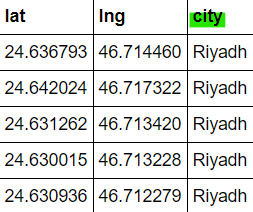 lat lng city
24.636793 46.714460 Riyadh
24.642024 46.717322 Riyadh
24.631262 46.713420 Riyadh
24.630015 46.713228 Riyadh
24.630936 46.712279 Riyadh